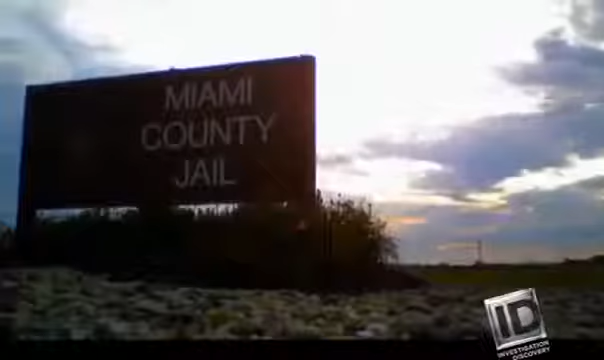 MIAMI
COUNTY
JAIL
ID
INVESTIGATION
DISCOVERY